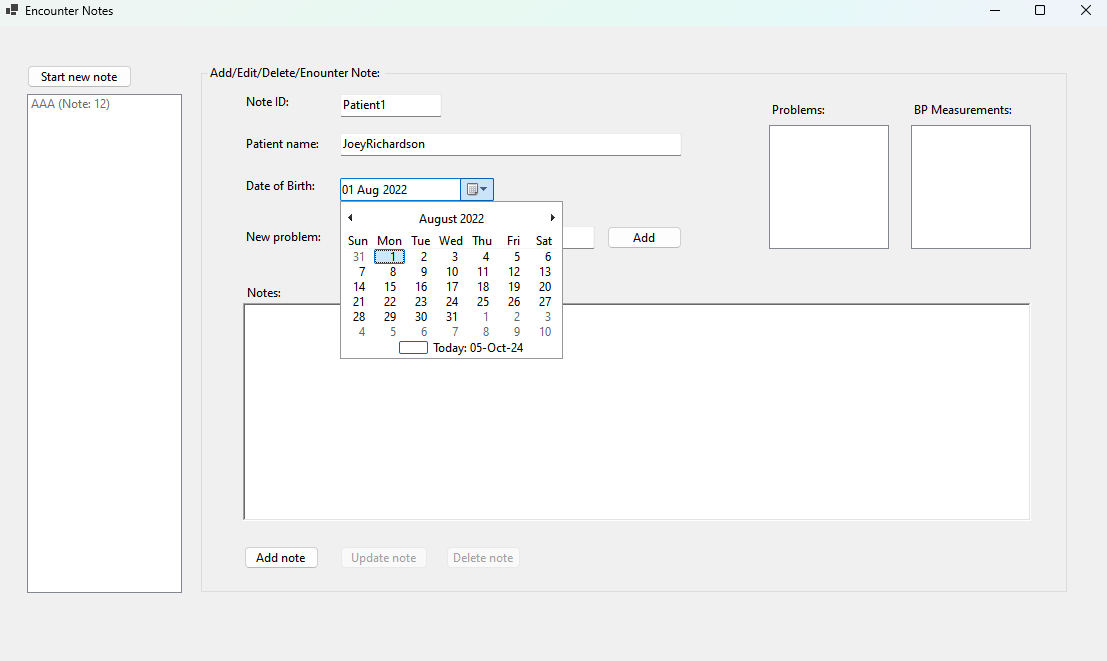 Encounter Notes
Start new note
AAA (Note: 12)
Add/Edit/Delete/Enounter Note:
Note ID: Patient1
Patient name: JoeyRichardson
Date of Birth: 01 Aug 2022
August 2022
Sun Mon Tue Wed Thu Fri Sat
31 1 2 3 4 5 6
7 8 9 10 11 12 13
14 15 16 17 18 19 20
21 22 23 24 25 26 27
28 29 30 31 1 2 3
4 5 6 7 8 9 10
Today: 05-Oct-24
New problem: Add
Problems: BP Measurements:
Notes:
Add note Update note Delete note